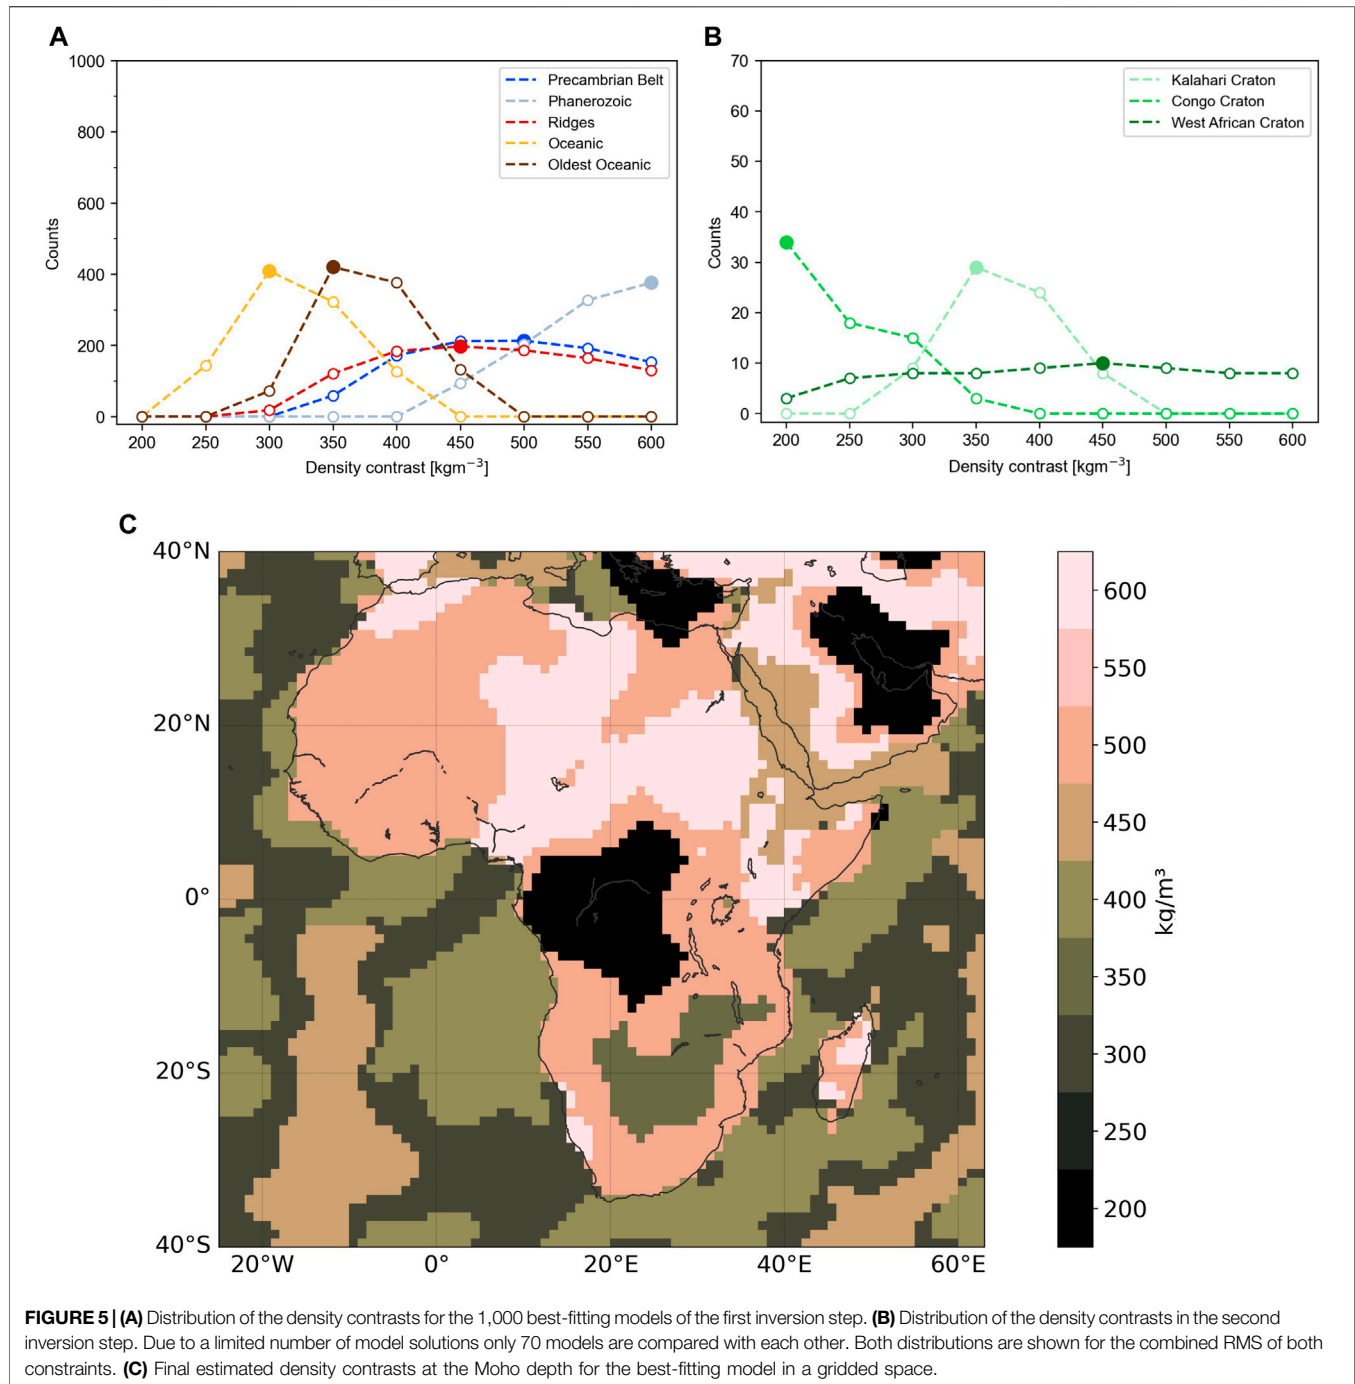 A
1000
800
600
400
200
0
Counts
200 250 300 350 400 450 500 550 600
Density contrast [kgm⁻³]
Precambrian Belt
Phanerozoic
Ridges
Oceanic
Oldest Oceanic
B
70
60
50
40
30
20
10
0
Counts
200 250 300 350 400 450 500 550 600
Density contrast [kgm⁻³]
Kalahari Craton
Congo Craton
West African Craton
C
40°N
20°N
0°
20°S
40°S
20°W 0° 20°E 40°E 60°E
600
550
500
450
400
350
300
250
200
kg/m³
FIGURE 5 | (A) Distribution of the density contrasts for the 1,000 best-fitting models of the first inversion step. (B) Distribution of the density contrasts in the second
inversion step. Due to a limited number of model solutions only 70 models are compared with each other. Both distributions are shown for the combined RMS of both
constraints. (C) Final estimated density contrasts at the Moho depth for the best-fitting model in a gridded space.